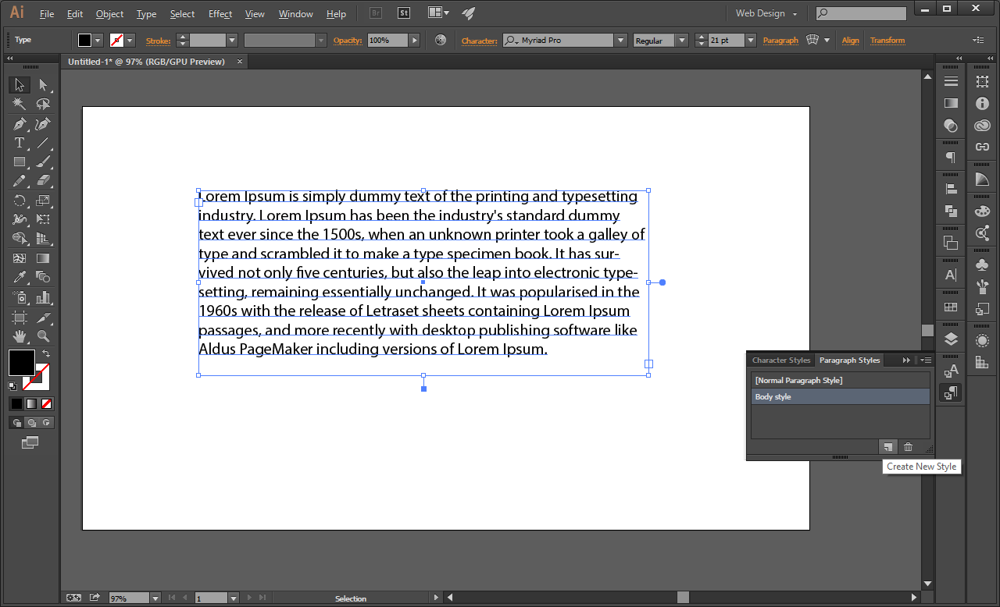 Ai File Edit Object Type Select Effect View Window Help Br St Web Design
Type Stroke: Opacity: 100% Character: Myriad Pro Regular 21 pt Paragraph Align Transform
Untitled-1* @ 97% (RGB/GPU Preview) ×
Lorem Ipsum is simply dummy text of the printing and typesetting
industry. Lorem Ipsum has been the industry's standard dummy
text ever since the 1500s, when an unknown printer took a galley of
type and scrambled it to make a type specimen book. It has sur-
vived not only five centuries, but also the leap into electronic type-
setting, remaining essentially unchanged. It was popularised in the
1960s with the release of Letraset sheets containing Lorem Ipsum
passages, and more recently with desktop publishing software like
Aldus PageMaker including versions of Lorem Ipsum.
Character Styles Paragraph Styles
[Normal Paragraph Style]
Body style
Create New Style
97% 1 Selection